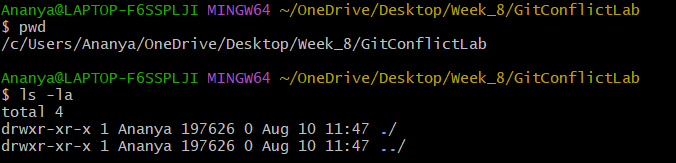 Ananya@LAPTOP-F6SSPLJI MINGW64 ~/OneDrive/Desktop/Week_8/GitConflictLab
$ pwd
/c/Users/Ananya/OneDrive/Desktop/Week_8/GitConflictLab
Ananya@LAPTOP-F6SSPLJI MINGW64 ~/OneDrive/Desktop/Week_8/GitConflictLab
$ ls -la
total 4
drwxr-xr-x 1 Ananya 197626 0 Aug 10 11:47 ./
drwxr-xr-x 1 Ananya 197626 0 Aug 10 11:47 ../